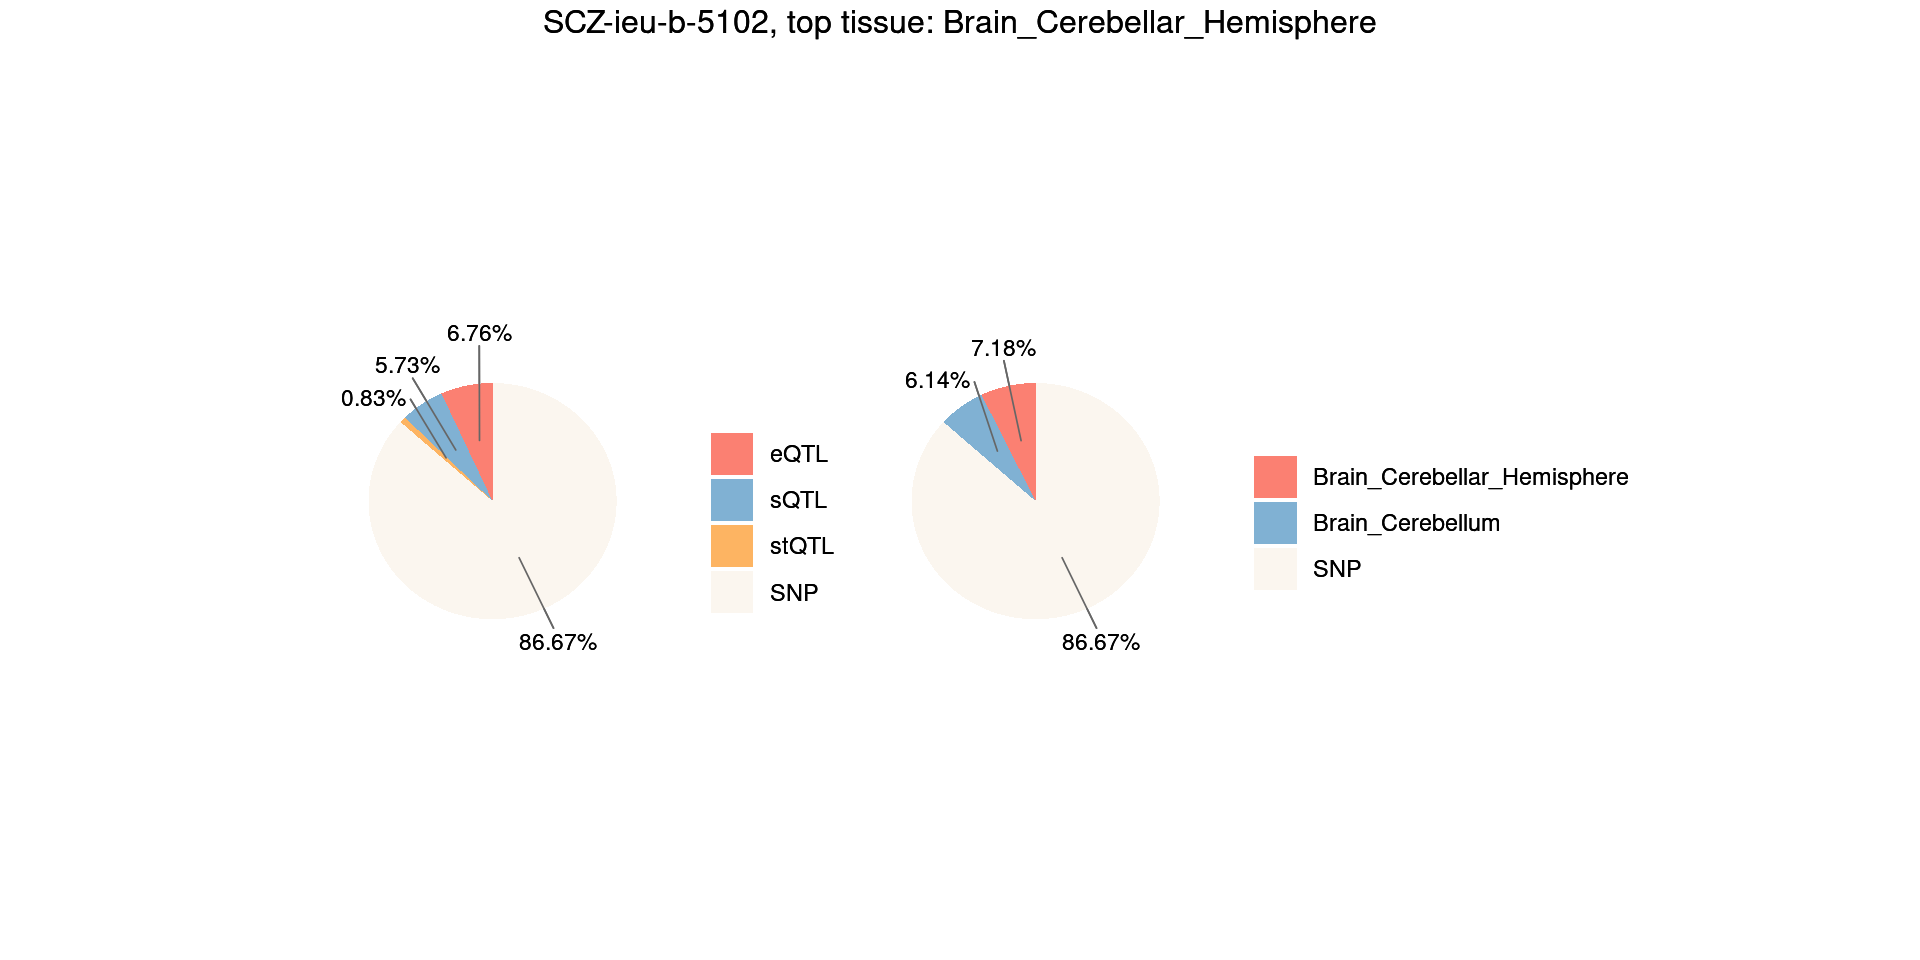 SCZ-ieu-b-5102, top tissue: Brain_Cerebellar_Hemisphere
6.76%
5.73%
0.83%
86.67%
eQTL
sQTL
stQTL
SNP
7.18%
6.14%
86.67%
Brain_Cerebellar_Hemisphere
Brain_Cerebellum
SNP